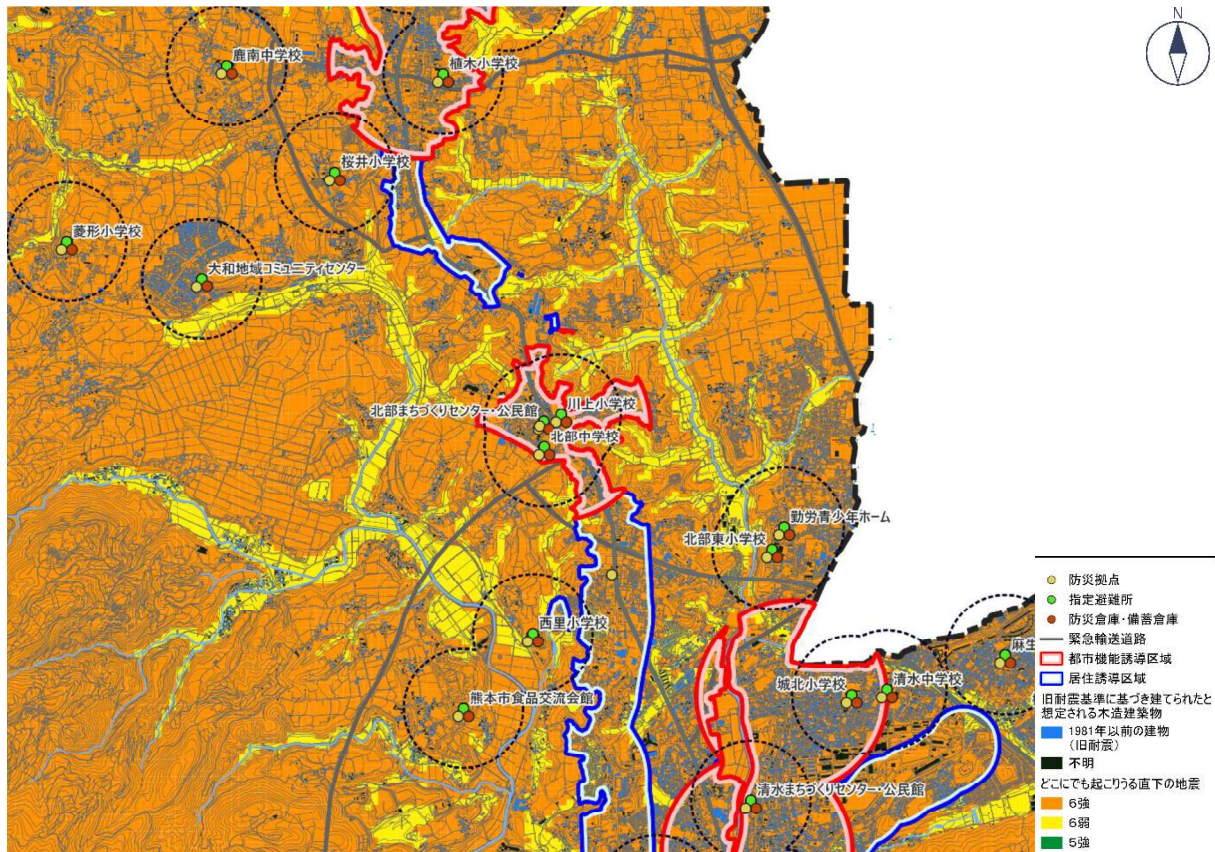 N
鹿南中学校
植木小学校
桜井小学校
菱形小学校
大和地域コミュニティセンター
北部まちづくりセンター・公民館
川上小学校
北部中学校
勤労青少年ホーム
北部東小学校
西里小学校
熊本市食品交流会館
城北小学校
清水中学校
麻生
清水まちづくりセンター・公民館
防災拠点
指定避難所
防災倉庫・備蓄倉庫
緊急輸送道路
都市機能誘導区域
居住誘導区域
旧耐震基準に基づき建てられたと
想定される木造建築物
1981年以前の建物
(旧耐震)
不明
どこにでも起こりうる直下の地震
6強
6弱
5強